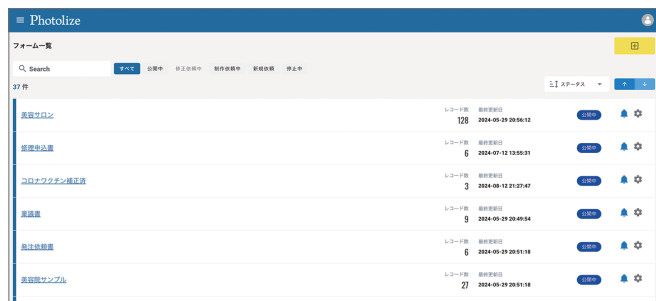 Photolize
フォーム一覧
Search
すべて 公開中 修正依頼中 制作依頼中 新規依頼 停止中
37 件
ステータス
美容サロン レコード数 128 最終更新日 2024-05-29 20:56:12 公開中
修理申込書 レコード数 6 最終更新日 2024-07-12 13:55:31 公開中
コロナワクチン補正済 レコード数 3 最終更新日 2024-08-12 21:27:47 公開中
稟議書 レコード数 9 最終更新日 2024-05-29 20:49:54 公開中
発注依頼書 レコード数 6 最終更新日 2024-05-29 20:51:18 公開中
美容院サンプル レコード数 27 最終更新日 2024-05-29 20:51:18 公開中